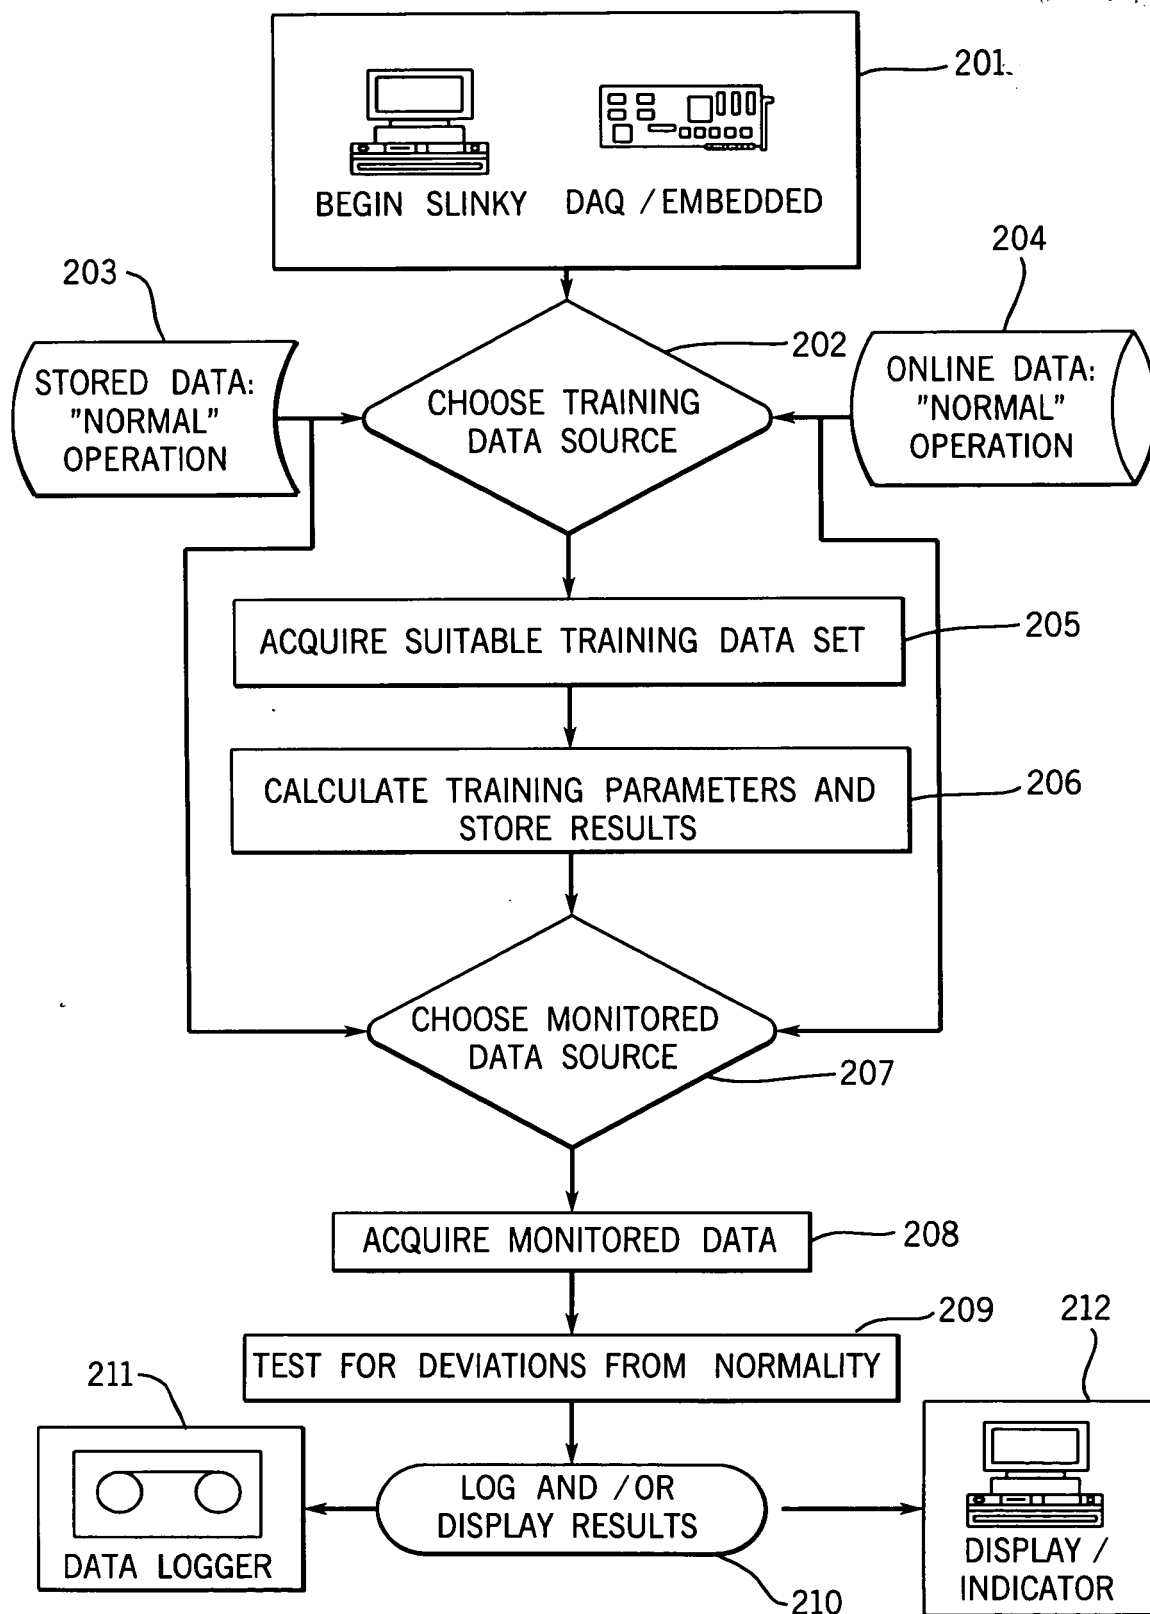 201
BEGIN SLINKY DAQ / EMBEDDED
203
204
202
STORED DATA:
"NORMAL"
OPERATION
CHOOSE TRAINING
DATA SOURCE
ONLINE DATA:
"NORMAL"
OPERATION
ACQUIRE SUITABLE TRAINING DATA SET
205
CALCULATE TRAINING PARAMETERS AND
STORE RESULTS
206
CHOOSE MONITORED
DATA SOURCE
207
ACQUIRE MONITORED DATA
208
209
212
TEST FOR DEVIATIONS FROM NORMALITY
211
LOG AND / OR
DISPLAY RESULTS
DATA LOGGER
DISPLAY /
INDICATOR
210